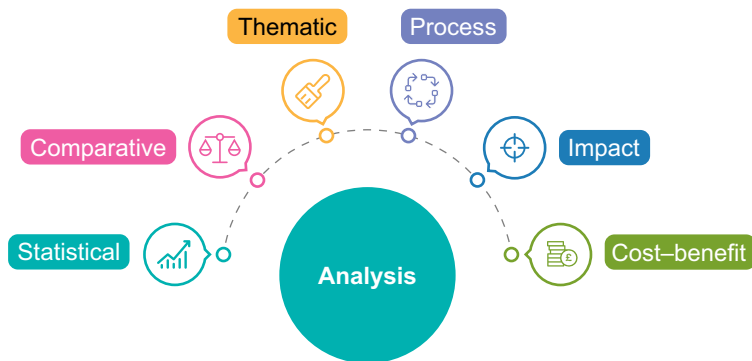 Thematic
Process
Comparative
Impact
Statistical
Cost–benefit
£
Analysis